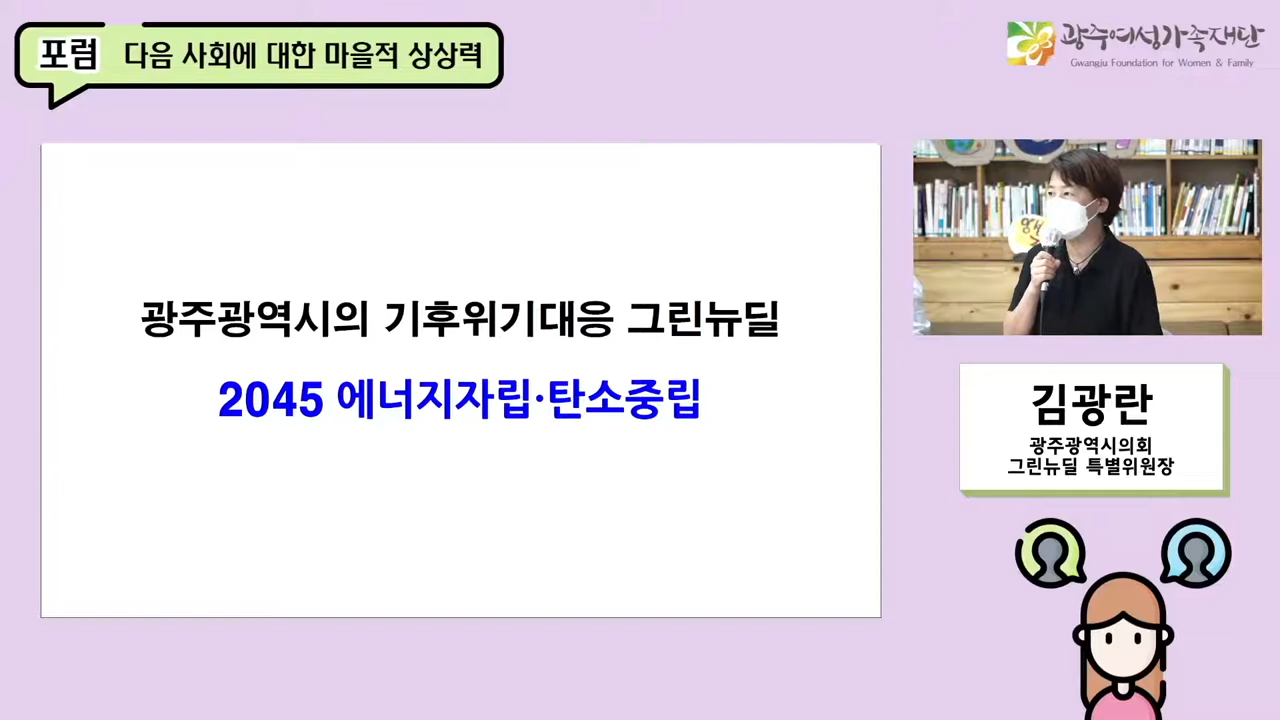 포럼 다음 사회에 대한 마을적 상상력
광주여성가족재단
Gwangju Foundation for Women & Family
광주광역시의 기후위기대응 그린뉴딜
2045 에너지자립·탄소중립
김광란
광주광역시의회
그린뉴딜 특별위원장